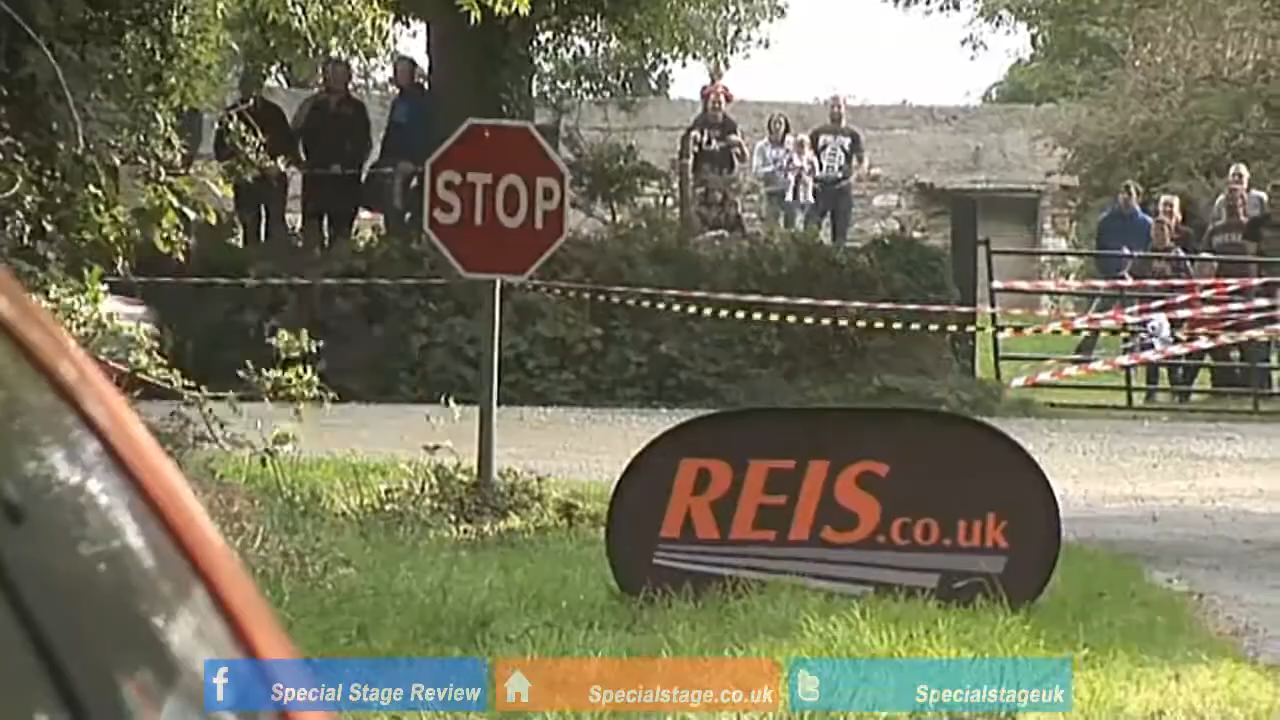 STOP
REIS.co.uk
Special Stage Review
Specialstage.co.uk
Specialstageuk